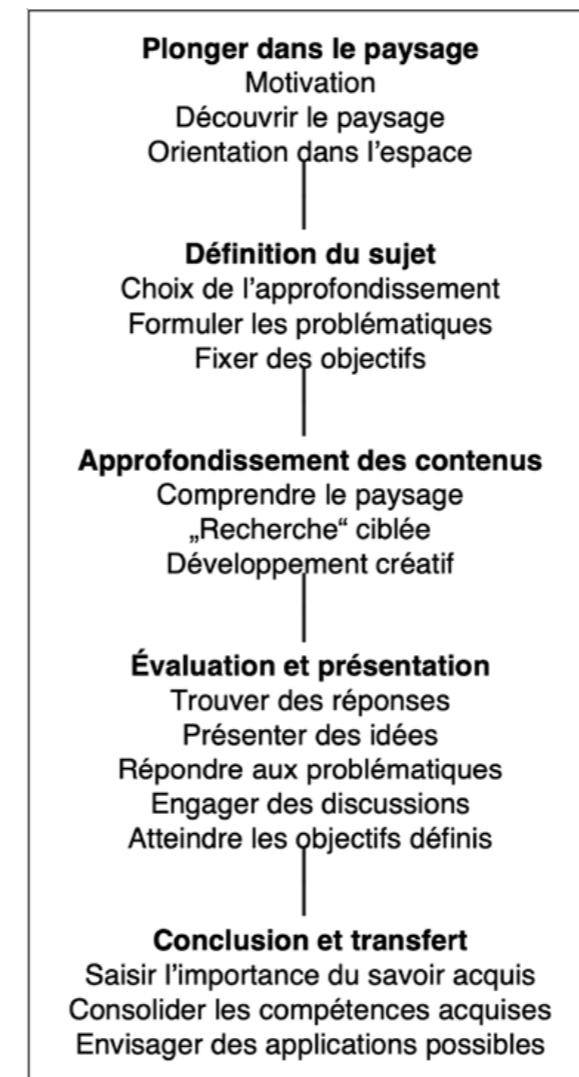 Plonger dans le paysage
Motivation
Découvrir le paysage
Orientation dans l’espace
Définition du sujet
Choix de l’approfondissement
Formuler les problématiques
Fixer des objectifs
Approfondissement des contenus
Comprendre le paysage
„Recherche“ ciblée
Développement créatif
Évaluation et présentation
Trouver des réponses
Présenter des idées
Répondre aux problématiques
Engager des discussions
Atteindre les objectifs définis
Conclusion et transfert
Saisir l’importance du savoir acquis
Consolider les compétences acquises
Envisager des applications possibles